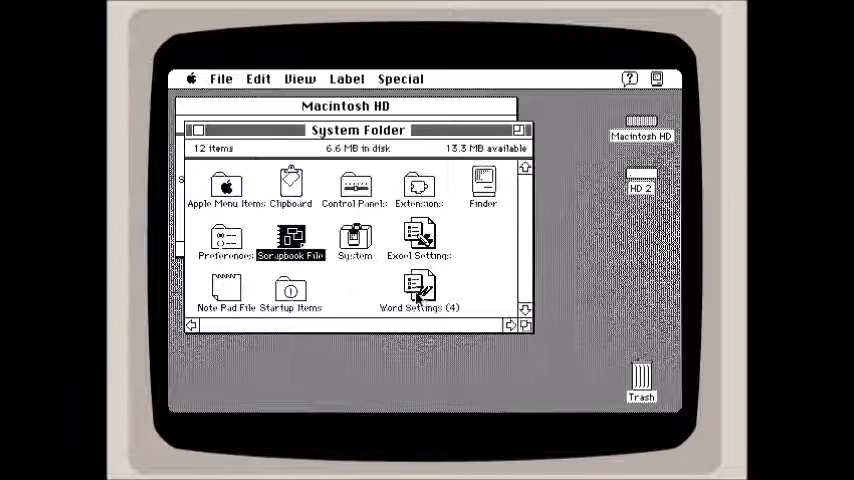 File Edit View Label Special
Macintosh HD
System Folder
12 items 6.6 MB in disk 13.3 MB available
Macintosh HD
HD 2
Apple Menu Items Clipboard Control Panels Extensions Finder
Preferences Scrapbook File System Excel Settings
Note Pad File Startup Items Word Settings (4)
Trash